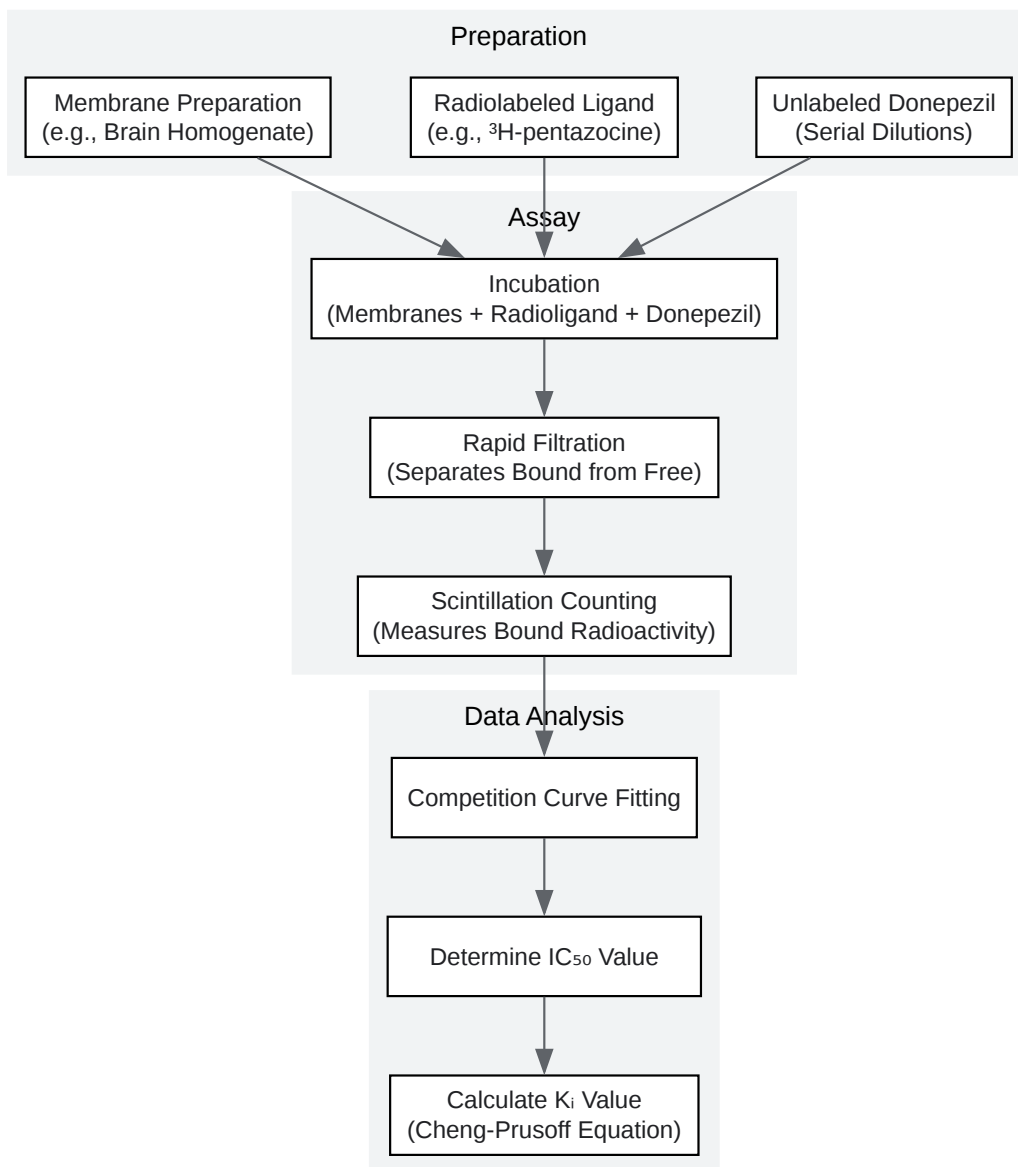 Preparation
Membrane Preparation
(e.g., Brain Homogenate)
Radiolabeled Ligand
(e.g., ³H-pentazocine)
Unlabeled Donepezil
(Serial Dilutions)
Assay
Incubation
(Membranes + Radioligand + Donepezil)
Rapid Filtration
(Separates Bound from Free)
Scintillation Counting
(Measures Bound Radioactivity)
Data Analysis
Competition Curve Fitting
Determine IC₅₀ Value
Calculate Kᵢ Value
(Cheng-Prusoff Equation)